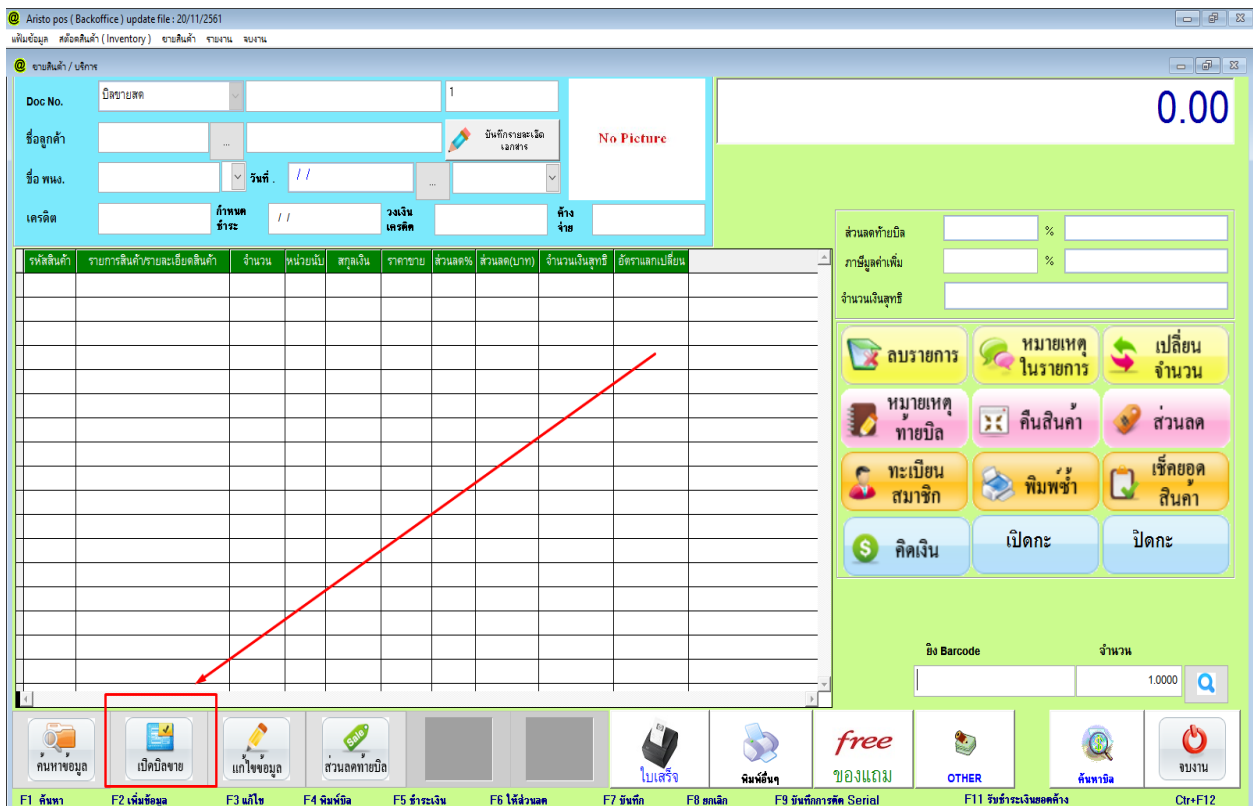 Aristo pos ( Backoffice ) update file : 20/11/2561
แฟ้มข้อมูล สต๊อคสินค้า ( Inventory ) ขายสินค้า รายงาน จบงาน
ขายสินค้า / บริการ
Doc No. บิลขายสด 1
0.00
ชื่อลูกค้า ... บันทึกรายละเอียดเอกสาร
No Picture
ชื่อ พนง. วันที่ . / / ...
เครดิต กำหนดชำระ / / วงเงินเครดิต ค้างจ่าย
ส่วนลดท้ายบิล %
ภาษีมูลค่าเพิ่ม %
จำนวนเงินสุทธิ
รหัสสินค้า รายการสินค้า/รายละเอียดสินค้า จำนวน หน่วยนับ สกุลเงิน ราคาขาย ส่วนลด% ส่วนลด(บาท) จำนวนเงินสุทธิ อัตราแลกเปลี่ยน
ลบรายการ หมายเหตุในรายการ เปลี่ยนจำนวน
หมายเหตุท้ายบิล คืนสินค้า ส่วนลด
ทะเบียนสมาชิก พิมพ์ซ้ำ เช็คยอดสินค้า
คิดเงิน เปิดกะ ปิดกะ
ยิง Barcode จำนวน
1.0000
ค้นหาข้อมูล เปิดบิลขาย แก้ไขข้อมูล Sale ส่วนลดท้ายบิล ใบเสร็จ พิมพ์อื่นๆ free ของแถม OTHER ค้นหาบิล จบงาน
F1 ค้นหา F2 เพิ่มข้อมูล F3 แก้ไข F4 พิมพ์บิล F5 ชำระเงิน F6 ให้ส่วนลด F7 บันทึก F8 ยกเลิก F9 บันทึกการตัด Serial F11 รับชำระเงินยอดค้าง Ctr+F12